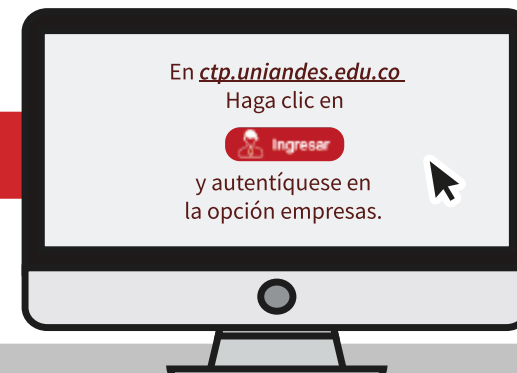 En ctp.uniandes.edu.co
Haga clic en
Ingresar
y autentíquese en
la opción empresas.